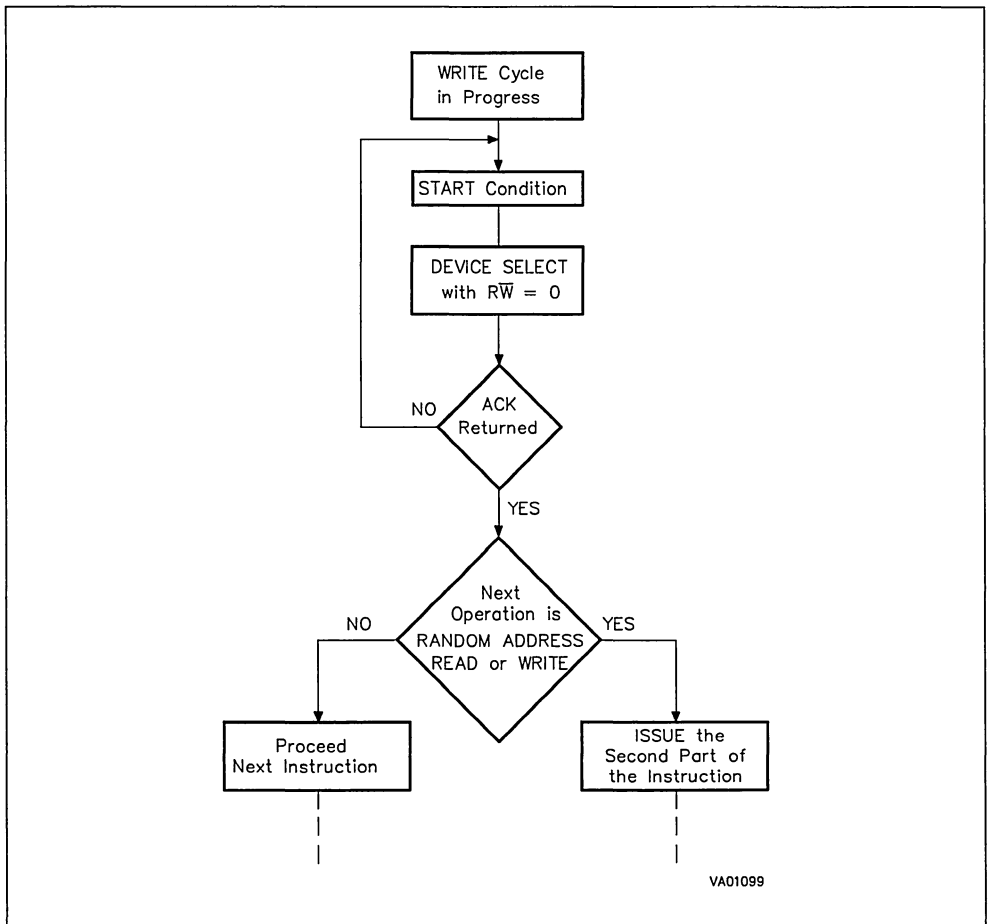 WRITE Cycle
in Progress
START Condition
DEVICE SELECT
with RW̅ = 0
ACK
Returned
NO
YES
Next
Operation is
RANDOM ADDRESS
READ or WRITE
NO
YES
Proceed
Next Instruction
ISSUE the
Second Part of
the Instruction
VA01099